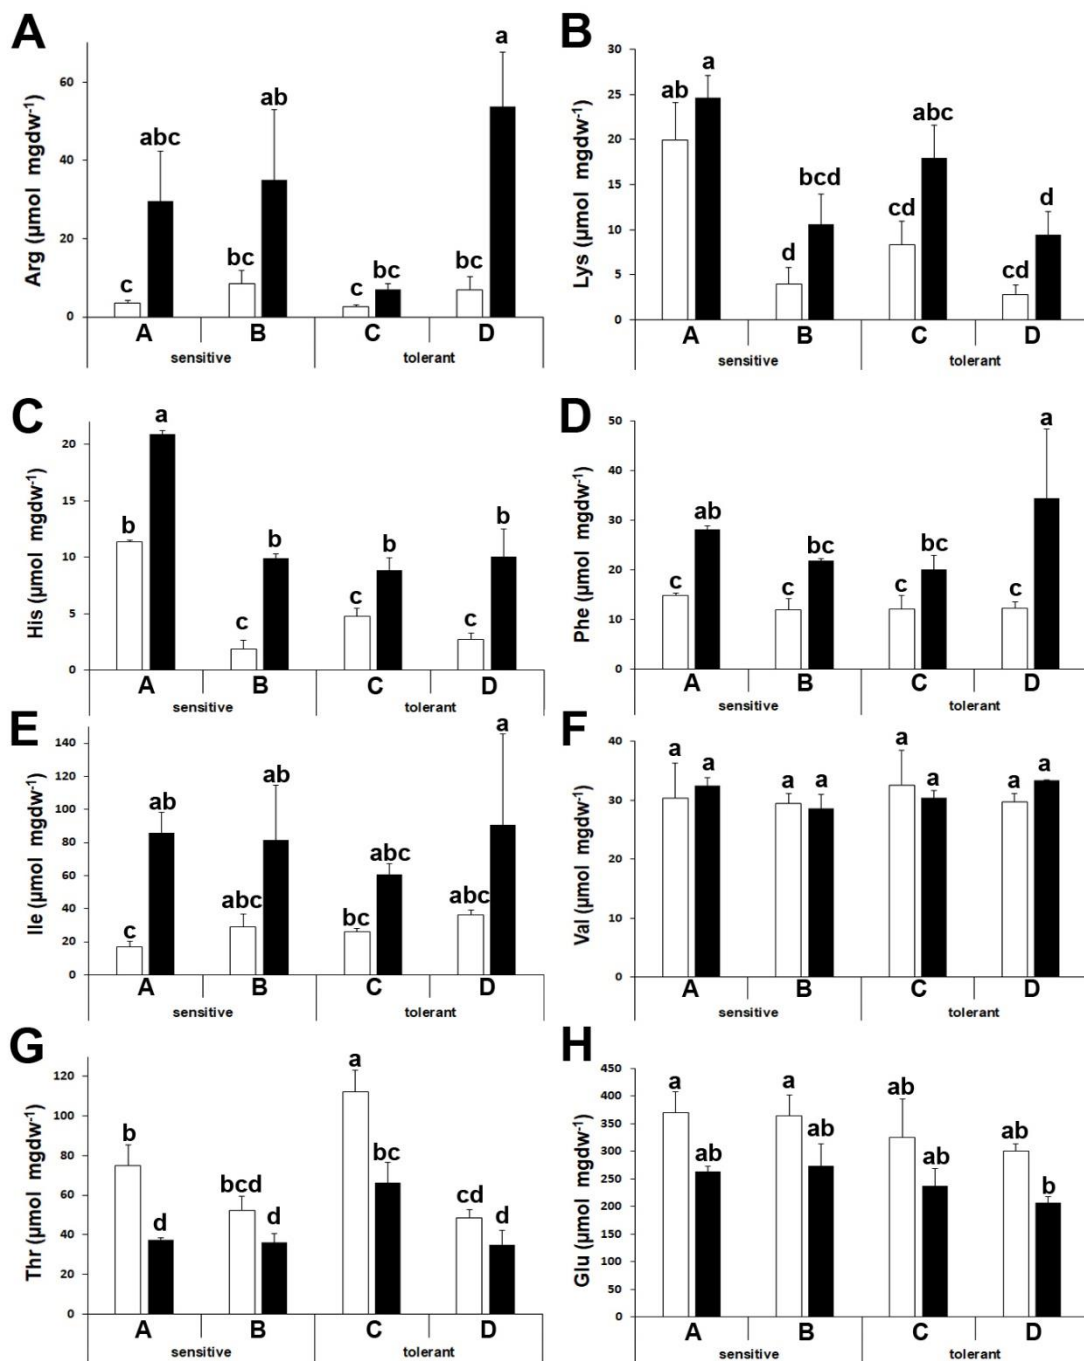 A
Arg (µmol mgdw-1)
60
40
20
0
abc
ab
a
c
bc
c
bc
bc
A B C D
sensitive tolerant
B
Lys (µmol mgdw-1)
30
25
20
15
10
5
0
ab
a
d
bcd
cd
abc
cd
d
A B C D
sensitive tolerant
C
His (µmol mgdw-1)
20
15
10
5
0
b
a
c
b
c
b
c
b
A B C D
sensitive tolerant
D
Phe (µmol mgdw-1)
50
40
30
20
10
0
c
ab
c
bc
c
bc
c
a
A B C D
sensitive tolerant
E
Ile (µmol mgdw-1)
140
120
100
80
60
40
20
0
c
ab
abc
ab
bc
abc
abc
a
A B C D
sensitive tolerant
F
Val (µmol mgdw-1)
40
30
20
10
0
a
a
a
a
a
a
a
a
A B C D
sensitive tolerant
G
Thr (µmol mgdw-1)
120
100
80
60
40
20
0
b
d
bcd
d
a
bc
cd
d
A B C D
sensitive tolerant
H
Glu (µmol mgdw-1)
450
400
350
300
250
200
150
100
50
0
a
ab
a
ab
ab
ab
ab
b
A B C D
sensitive tolerant